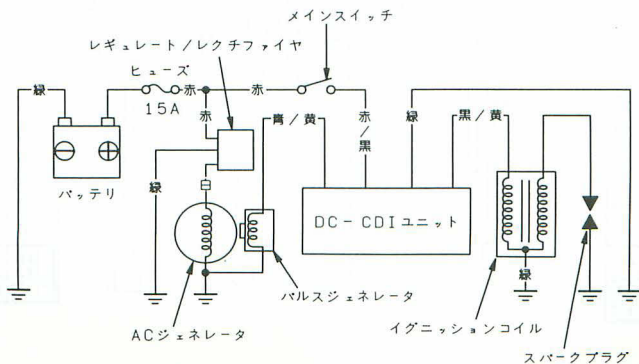 メインスイッチ
レギュレート/レクチファイヤ
ヒューズ
15A
緑
赤
赤
赤
青/黄
赤/黒
緑
黒/黄
バッテリ
緑
白
DC-CDIユニット
緑
パルスジェネレータ
ACジェネレータ
イグニッションコイル
スパークプラグ